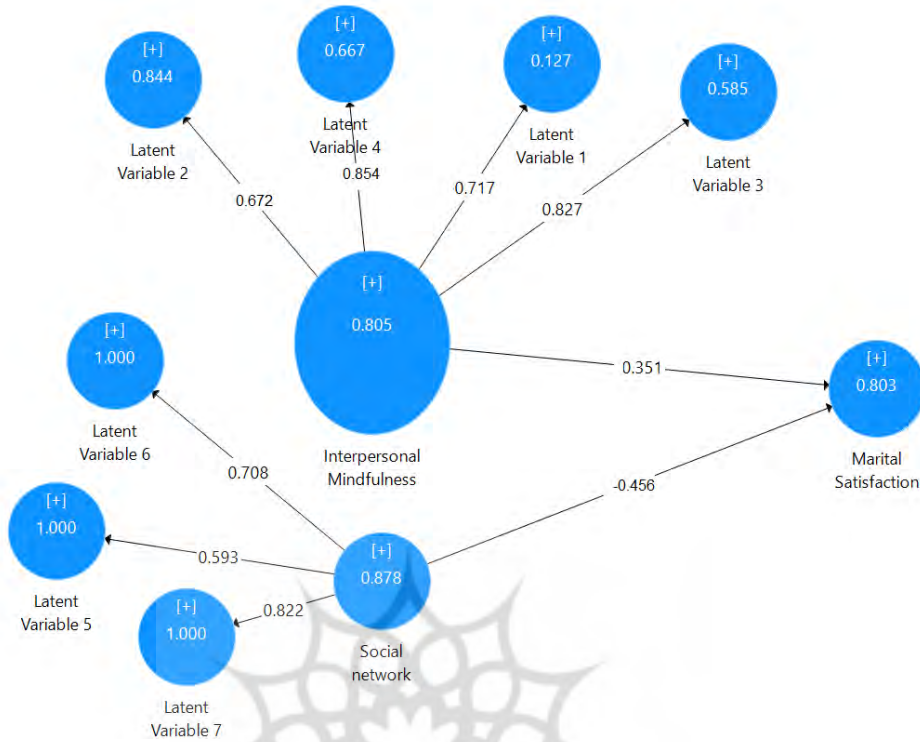 [+]
0.844
Latent
Variable 2
[+]
0.667
Latent
Variable 4
[+]
0.127
Latent
Variable 1
[+]
0.585
Latent
Variable 3
0.672
0.854
0.717
0.827
[+]
0.805
Interpersonal
Mindfulness
0.351
[+]
0.803
Marital
Satisfaction
-0.456
[+]
1.000
Latent
Variable 6
0.708
[+]
1.000
Latent
Variable 5
0.593
[+]
0.878
Social
network
0.822
[+]
1.000
Latent
Variable 7